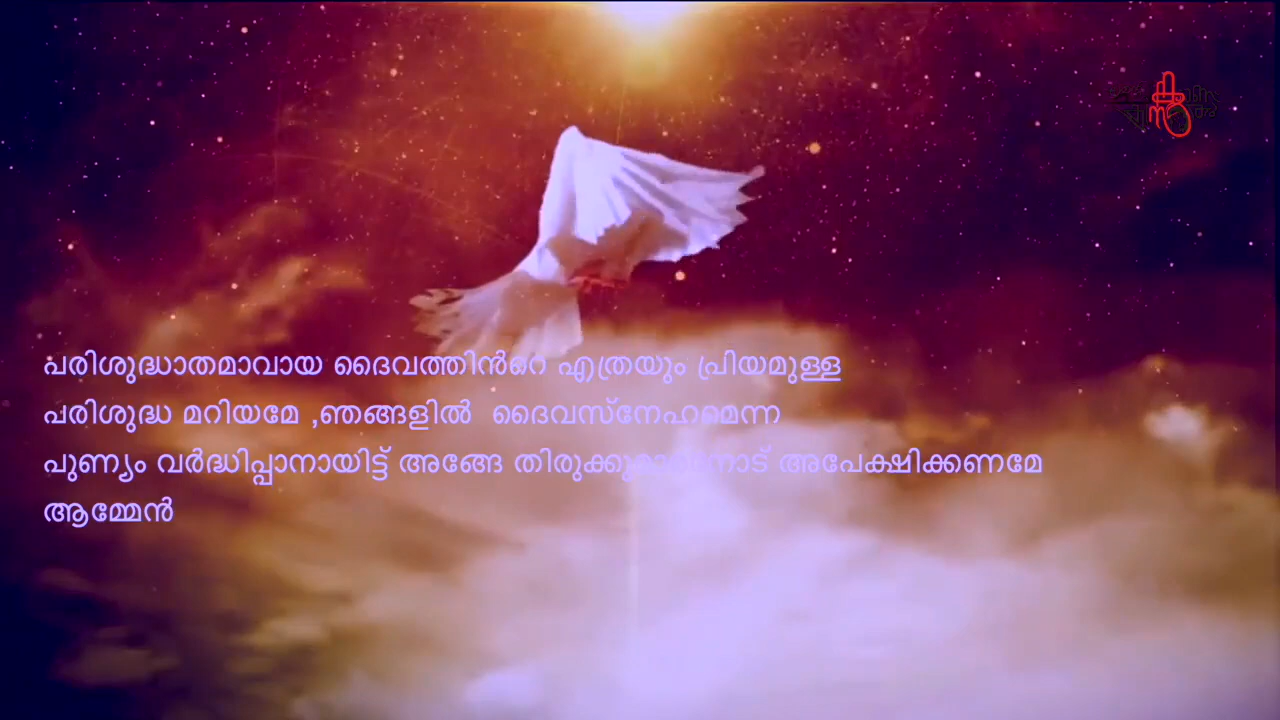 പരിശുദ്ധാതമാവായ ദൈവത്തിൻറെ എത്രയും പ്രിയമുള്ള
പരിശുദ്ധ മറിയമേ ,ഞങ്ങളിൽ ദൈവസ്നേഹമെന്ന
പുണ്യം വർദ്ധിപ്പാനായിട്ട് അങ്ങേ തിരുക്കുമാരനോട് അപേക്ഷിക്കണമേ
ആമ്മേൻ